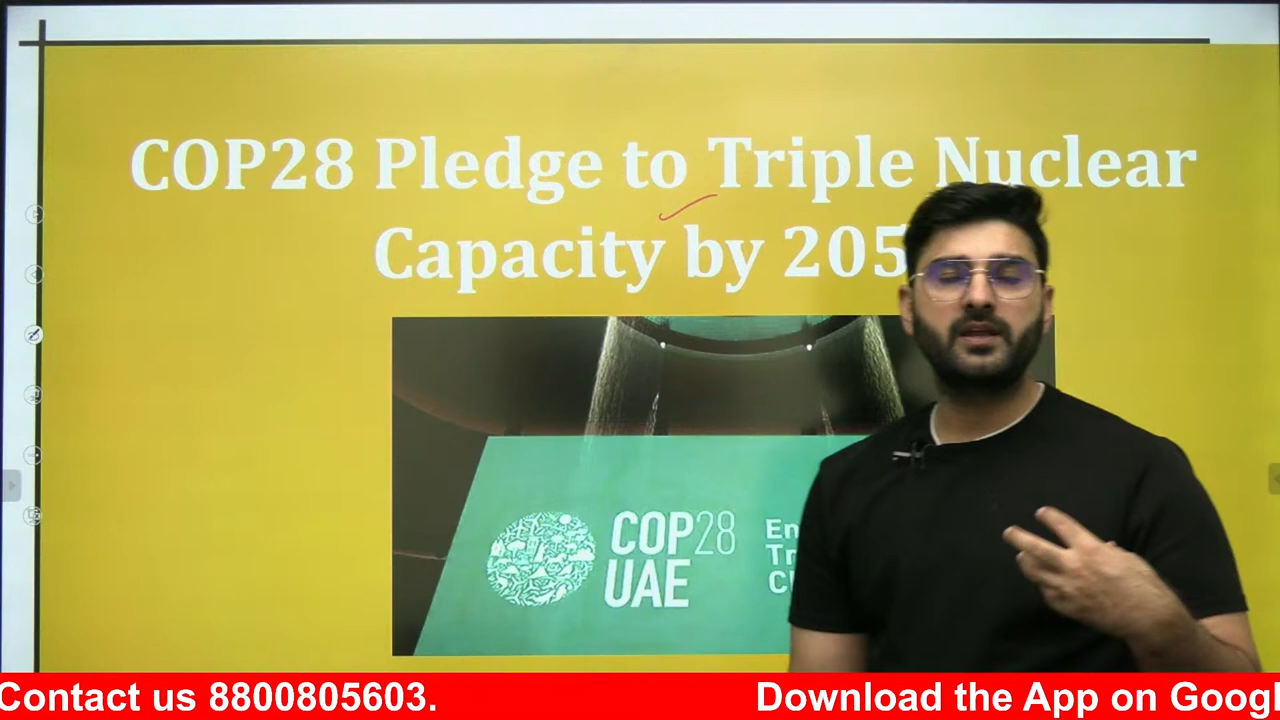 COP28 Pledge to Triple Nuclear
Capacity by 205
COP28
UAE
En
Tr
Cl
Contact us 8800805603.
Download the App on Googl